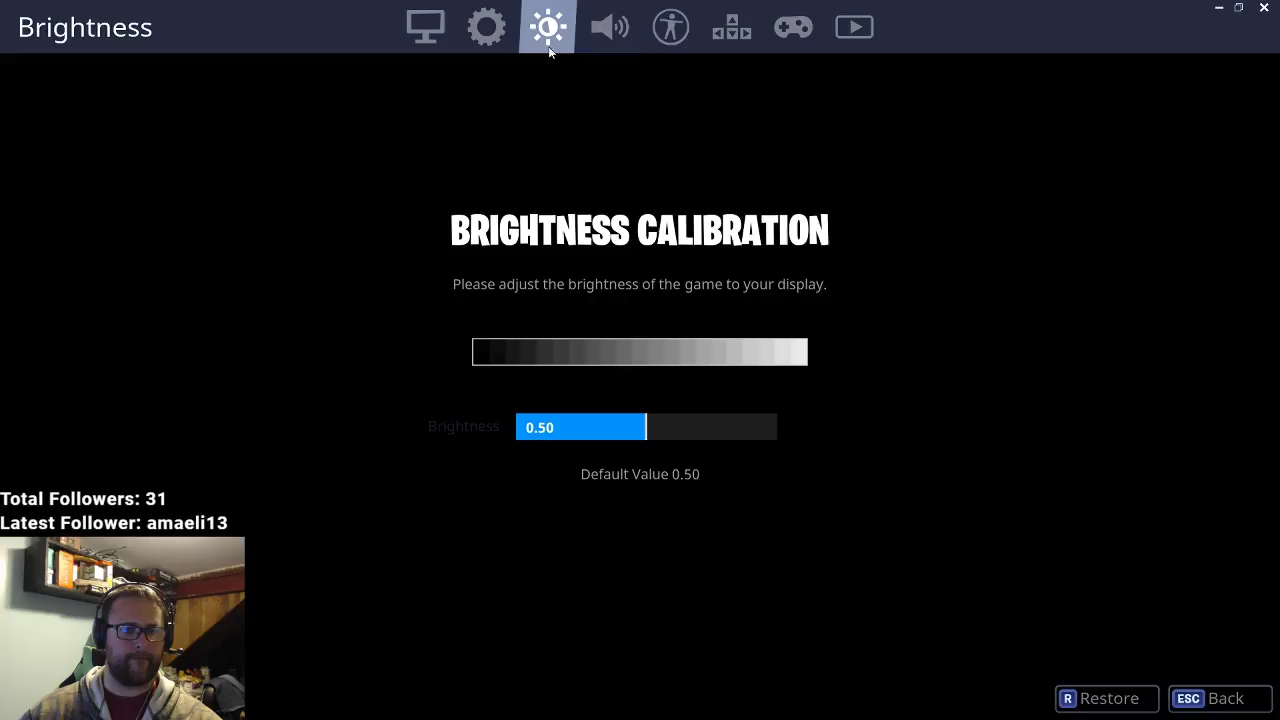 Brightness
BRIGHTNESS CALIBRATION
Please adjust the brightness of the game to your display.
Brightness
0.50
Default Value 0.50
Total Followers: 31
Latest Follower: amaeli13
R Restore
ESC Back